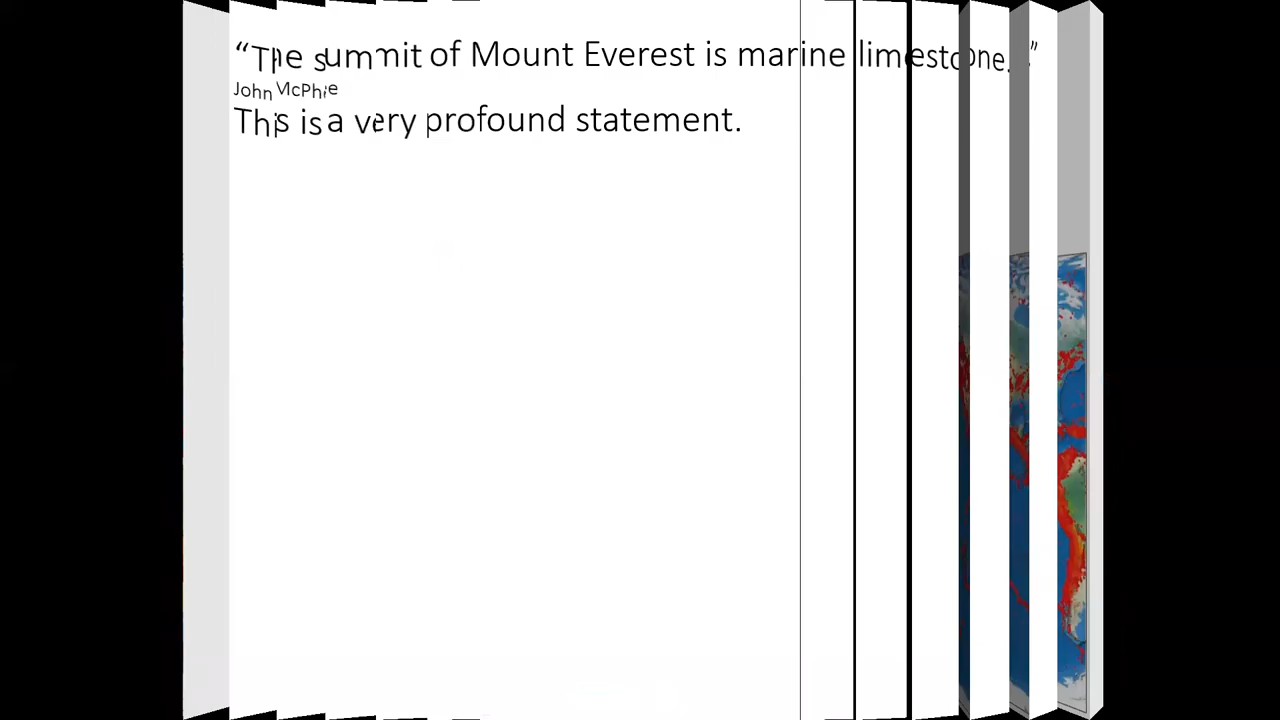 “The summit of Mount Everest is marine limestone.”
John McPhee
This is a very profound statement.